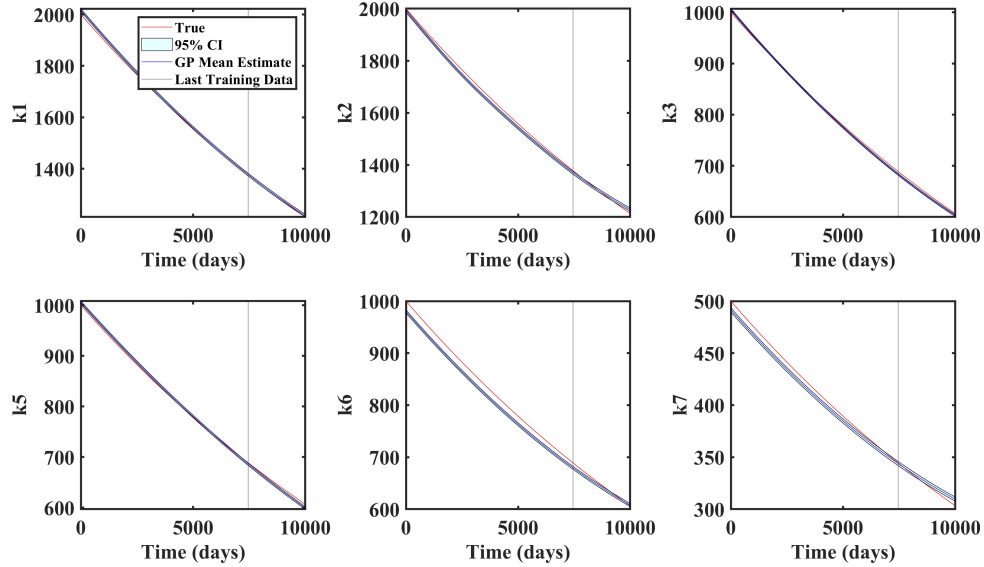 2000
1800
1600
1400
k1
0
5000
10000
Time (days)
True
95% CI
GP Mean Estimate
Last Training Data
2000
1800
1600
1400
1200
k2
0
5000
10000
Time (days)
1000
900
800
700
600
k3
0
5000
10000
Time (days)
1000
900
800
700
600
k5
0
5000
10000
Time (days)
1000
900
800
700
600
k6
0
5000
10000
Time (days)
500
450
400
350
300
k7
0
5000
10000
Time (days)